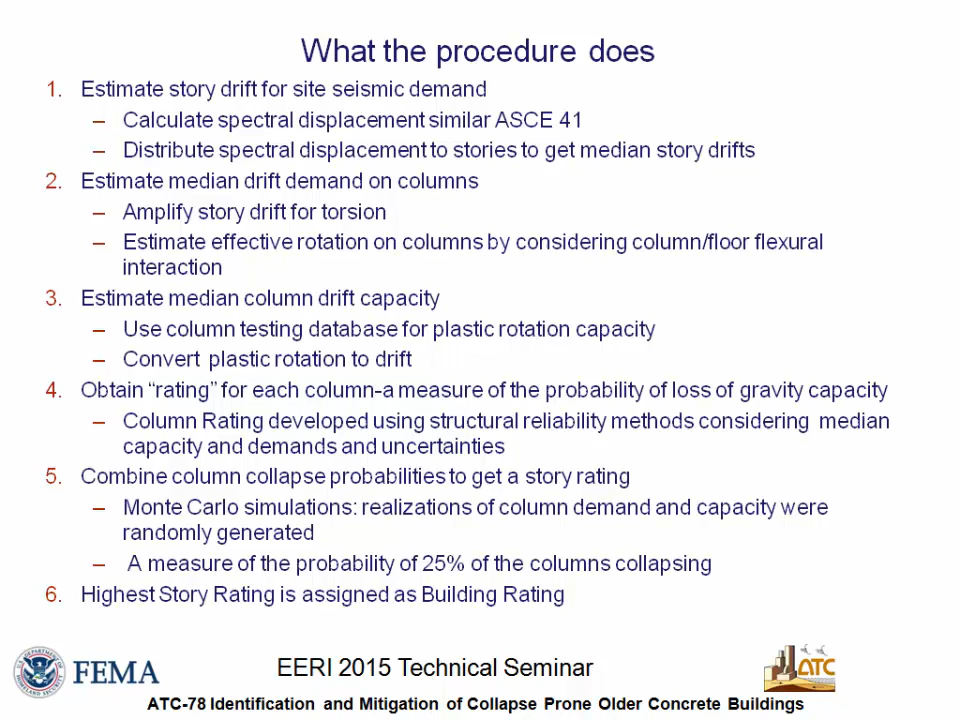 What the procedure does
1. Estimate story drift for site seismic demand
– Calculate spectral displacement similar ASCE 41
– Distribute spectral displacement to stories to get median story drifts
2. Estimate median drift demand on columns
– Amplify story drift for torsion
– Estimate effective rotation on columns by considering column/floor flexural
interaction
3. Estimate median column drift capacity
– Use column testing database for plastic rotation capacity
– Convert plastic rotation to drift
4. Obtain “rating” for each column-a measure of the probability of loss of gravity capacity
– Column Rating developed using structural reliability methods considering median
capacity and demands and uncertainties
5. Combine column collapse probabilities to get a story rating
– Monte Carlo simulations: realizations of column demand and capacity were
randomly generated
– A measure of the probability of 25% of the columns collapsing
6. Highest Story Rating is assigned as Building Rating
FEMA
EERI 2015 Technical Seminar
ATC
ATC-78 Identification and Mitigation of Collapse Prone Older Concrete Buildings